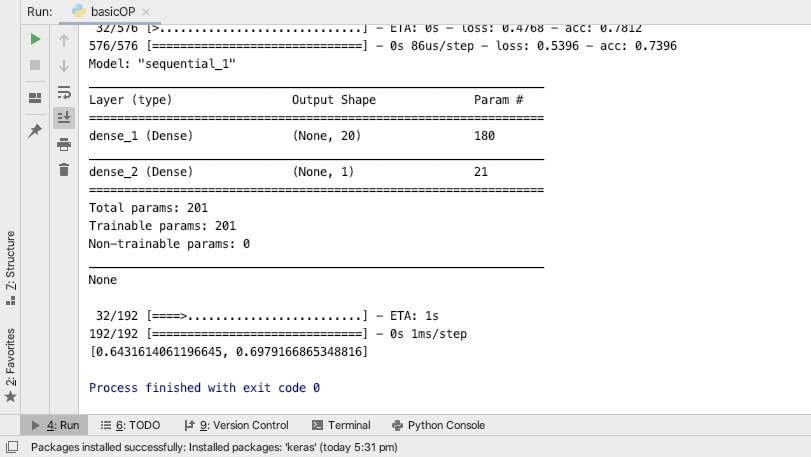 Run: basicOP
32/576 [>.............................] - ETA: 0s - loss: 0.4768 - acc: 0.7812
576/576 [==============================] - 0s 86us/step - loss: 0.5396 - acc: 0.7396
Model: "sequential_1"
_________________________________________________________________
Layer (type) Output Shape Param #
=================================================================
dense_1 (Dense) (None, 20) 180
_________________________________________________________________
dense_2 (Dense) (None, 1) 21
=================================================================
Total params: 201
Trainable params: 201
Non-trainable params: 0
_________________________________________________________________
None
32/192 [====>.........................] - ETA: 1s
192/192 [==============================] - 0s 1ms/step
[0.6431614061196645, 0.6979166865348816]
Process finished with exit code 0
7: Structure
2: Favorites
4: Run 6: TODO 9: Version Control Terminal Python Console
Packages installed successfully: Installed packages: 'keras' (today 5:31 pm)